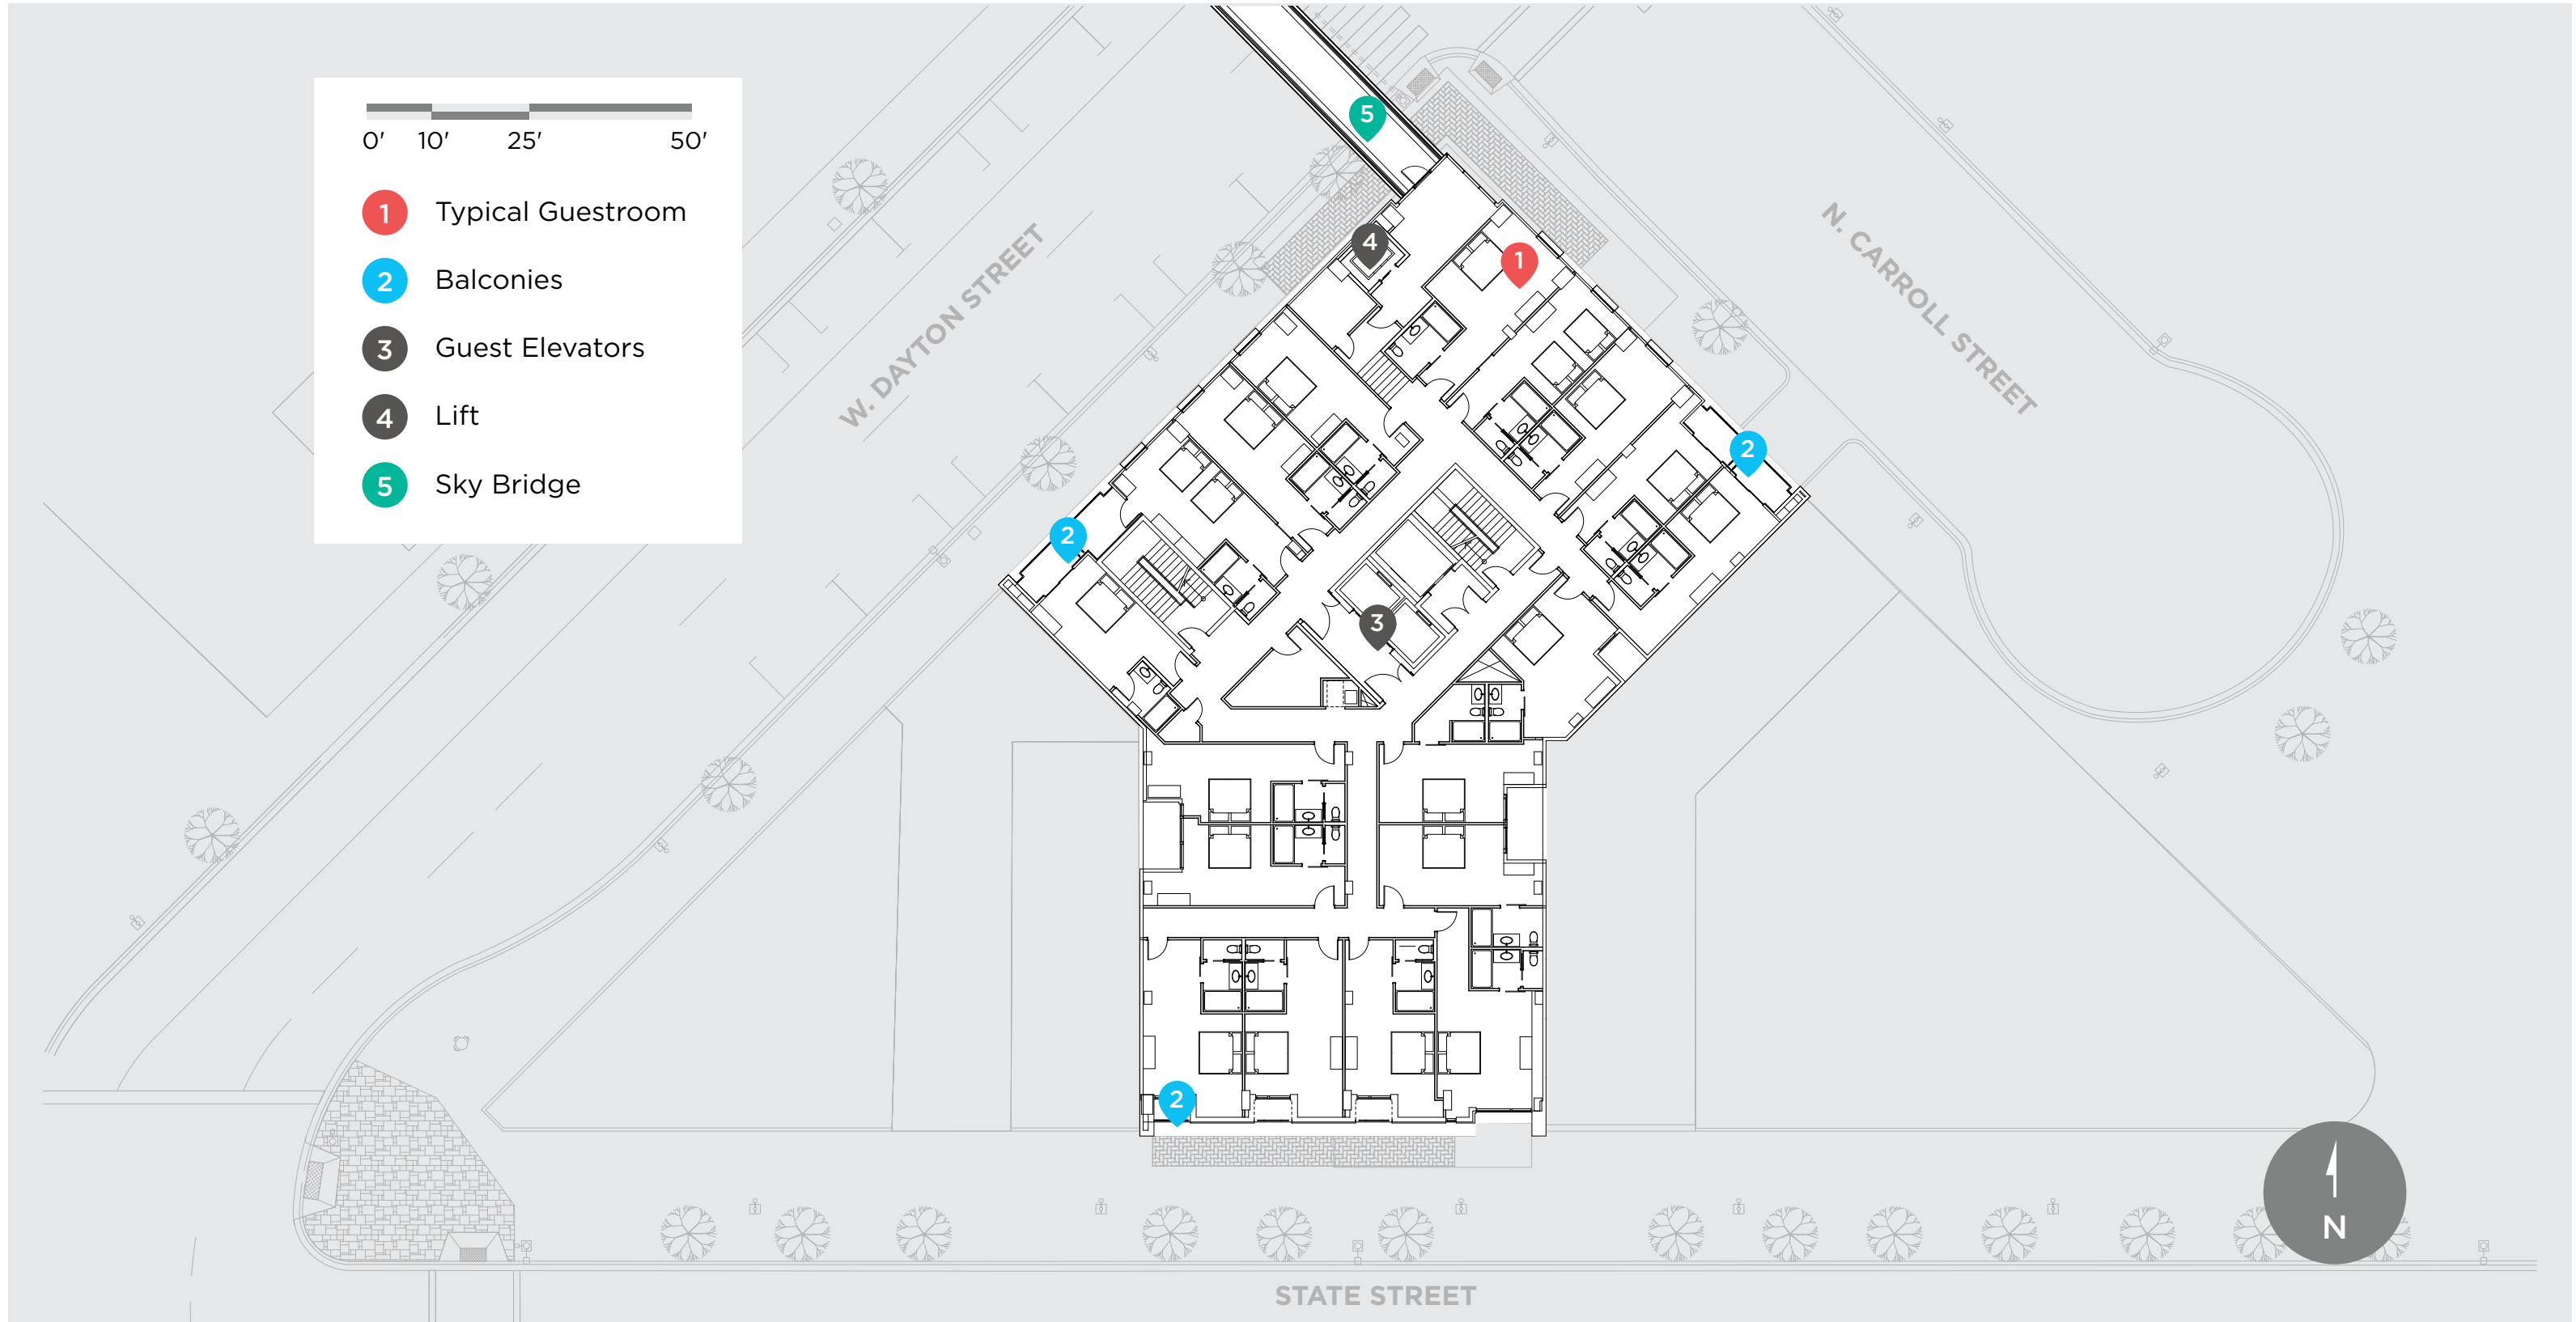 0' 10' 25' 50'
1 Typical Guestroom
2 Balconies
3 Guest Elevators
4 Lift
5 Sky Bridge
5
4
1
W. DAYTON STREET
N. CARROLL STREET
2
2
3
2
N
STATE STREET